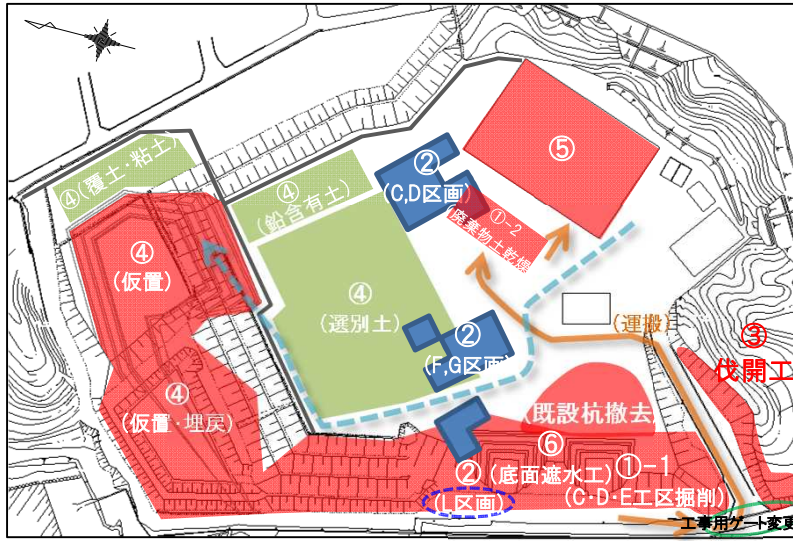 ④(覆土・粘土)
④
(鉛含有土)
②
(C,D区画)
⑤
①-2
(廃棄物土乾燥
④
(仮置)
④
(選別土)
②
(F,G区画)
(運搬)
③
伐開工
④
(仮置・埋戻)
(既設杭撤去)
⑥
②(底面遮水工)①-1
(L区画)
(C・D・E工区掘削)
工事用ゲート変更